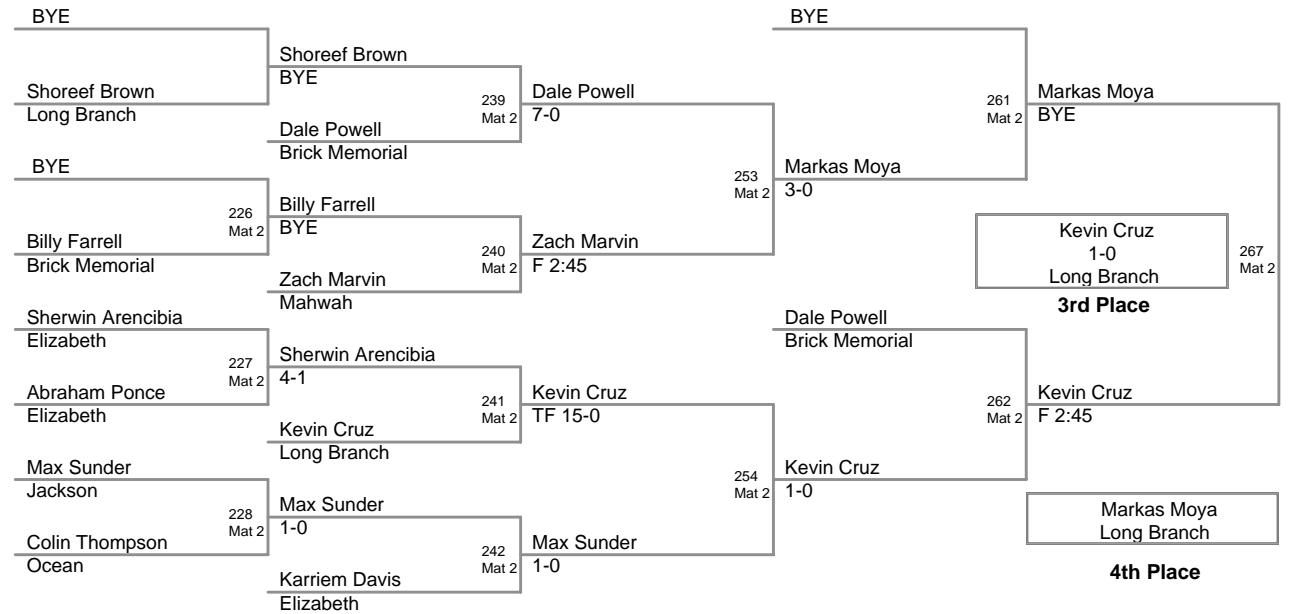 BYE
BYE
Shoreef Brown
BYE
Shoreef Brown
Long Branch
239
Mat 2
Dale Powell
7-0
261
Mat 2
Markas Moya
BYE
Dale Powell
Brick Memorial
BYE
253
Mat 2
Markas Moya
3-0
226
Mat 2
Billy Farrell
BYE
Billy Farrell
Brick Memorial
240
Mat 2
Zach Marvin
F 2:45
Kevin Cruz
1-0
Long Branch
267
Mat 2
Zach Marvin
Mahwah
3rd Place
Sherwin Arencibia
Elizabeth
Dale Powell
Brick Memorial
227
Mat 2
Sherwin Arencibia
4-1
Abraham Ponce
Elizabeth
241
Mat 2
Kevin Cruz
TF 15-0
262
Mat 2
Kevin Cruz
F 2:45
Kevin Cruz
Long Branch
Max Sunder
Jackson
254
Mat 2
Kevin Cruz
1-0
228
Mat 2
Max Sunder
1-0
Markas Moya
Long Branch
Colin Thompson
Ocean
242
Mat 2
Max Sunder
1-0
4th Place
Karriem Davis
Elizabeth